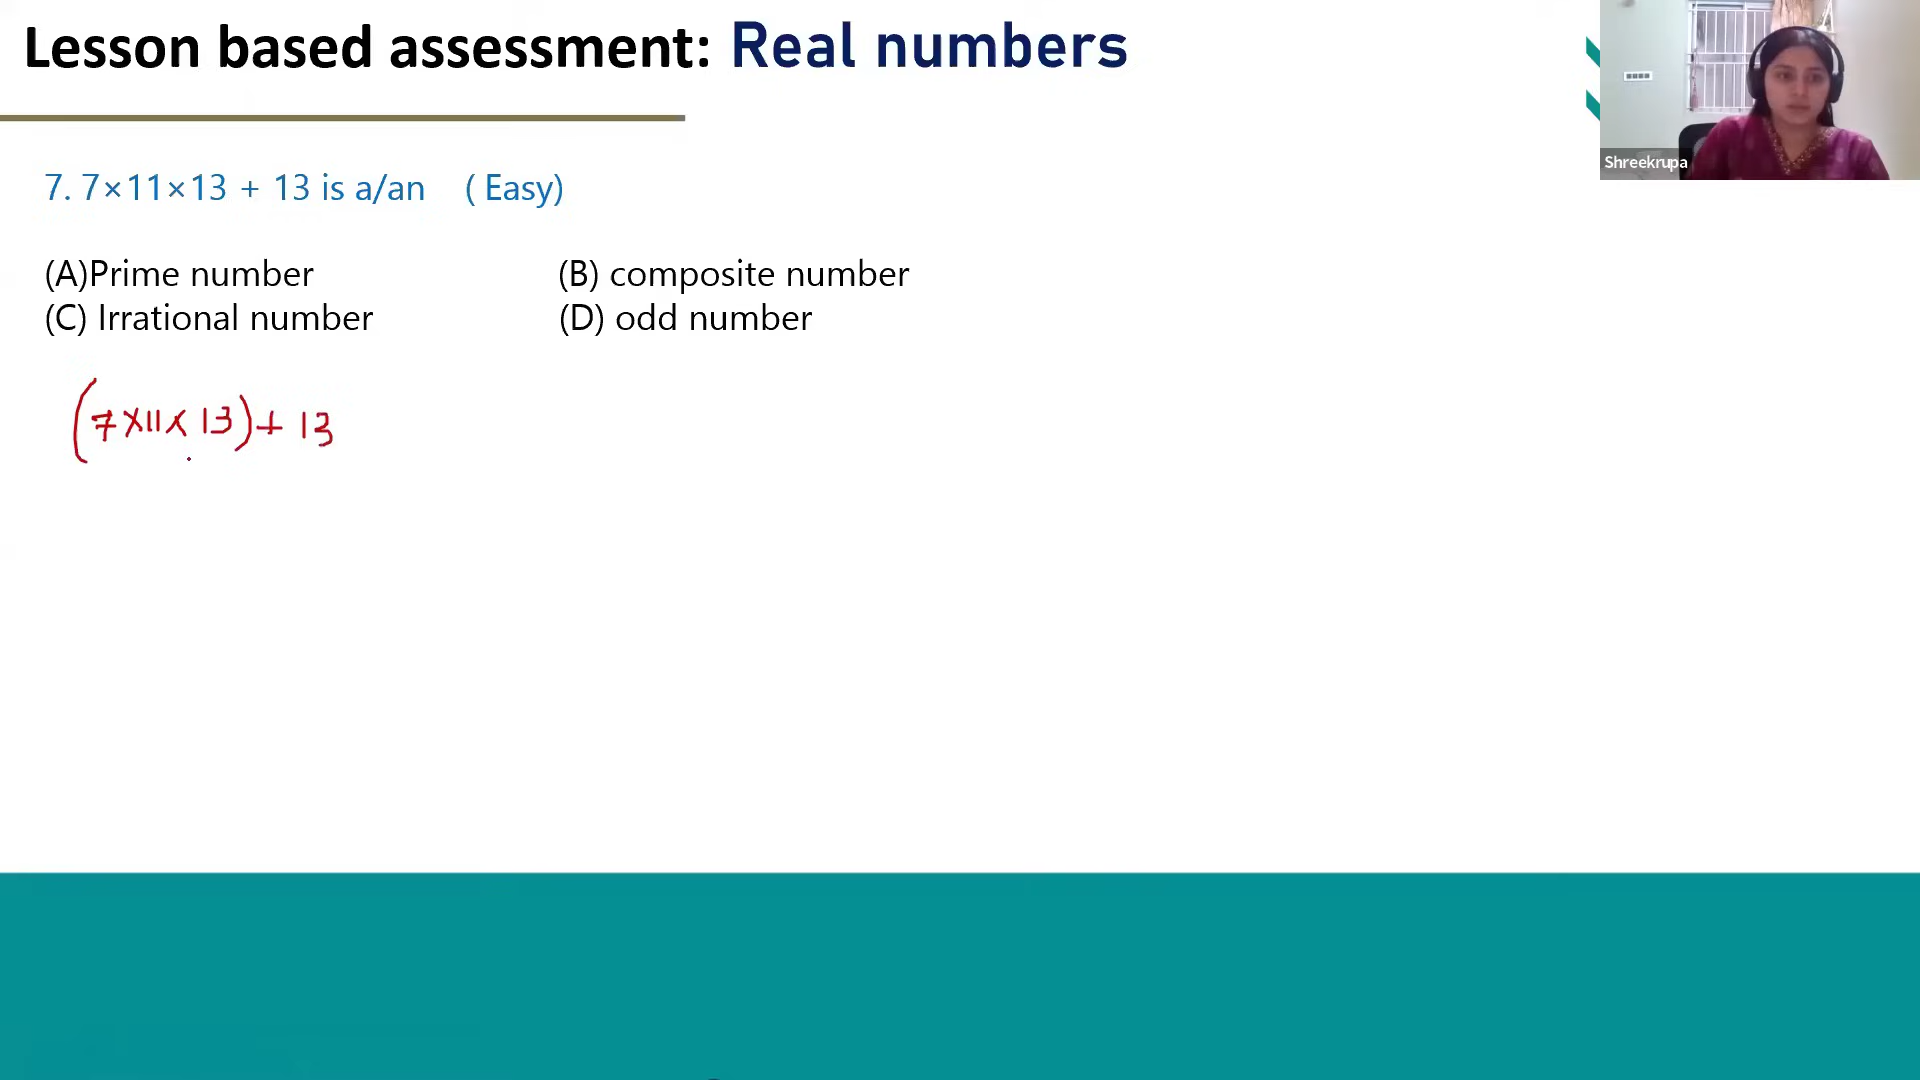 Lesson based assessment: Real numbers
Shreekrupa
7. 7×11×13 + 13 is a/an ( Easy)
(A)Prime number (B) composite number
(C) Irrational number (D) odd number
(7×11×13)+ 13